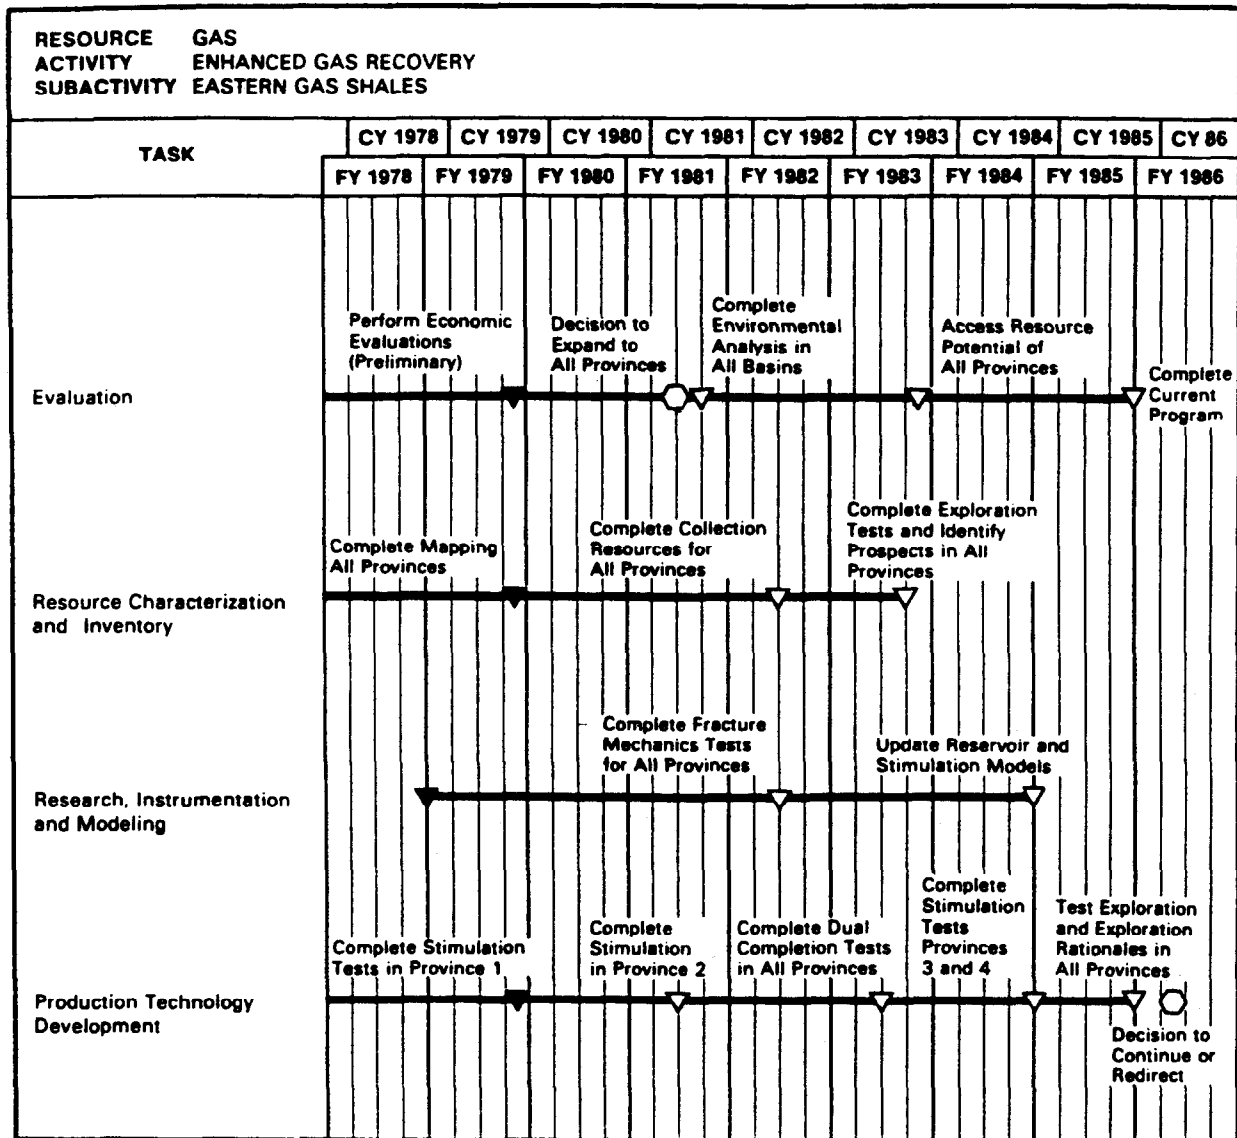 RESOURCE GAS
ACTIVITY ENHANCED GAS RECOVERY
SUBACTIVITY EASTERN GAS SHALES
TASK
CY 1978 CY 1979 CY 1980 CY 1981 CY 1982 CY 1983 CY 1984 CY 1985 CY 86
FY 1978 FY 1979 FY 1980 FY 1981 FY 1982 FY 1983 FY 1984 FY 1985 FY 1986
Evaluation
Perform Economic
Evaluations
(Preliminary)
Decision to
Expand to
All Provinces
Complete
Environmental
Analysis in
All Basins
Access Resource
Potential of
All Provinces
Complete
Current
Program
Resource Characterization
and Inventory
Complete Mapping
All Provinces
Complete Collection
Resources for
All Provinces
Complete Exploration
Tests and Identify
Prospects in All
Provinces
Research, Instrumentation
and Modeling
Complete Fracture
Mechanics Tests
for All Provinces
Update Reservoir and
Stimulation Models
Production Technology
Development
Complete Stimulation
Tests in Province 1
Complete
Stimulation
in Province 2
Complete Dual
Completion Tests
in All Provinces
Complete
Stimulation
Tests
Provinces
3 and 4
Test Exploration
and Exploration
Rationales in
All Provinces
Decision to
Continue or
Redirect